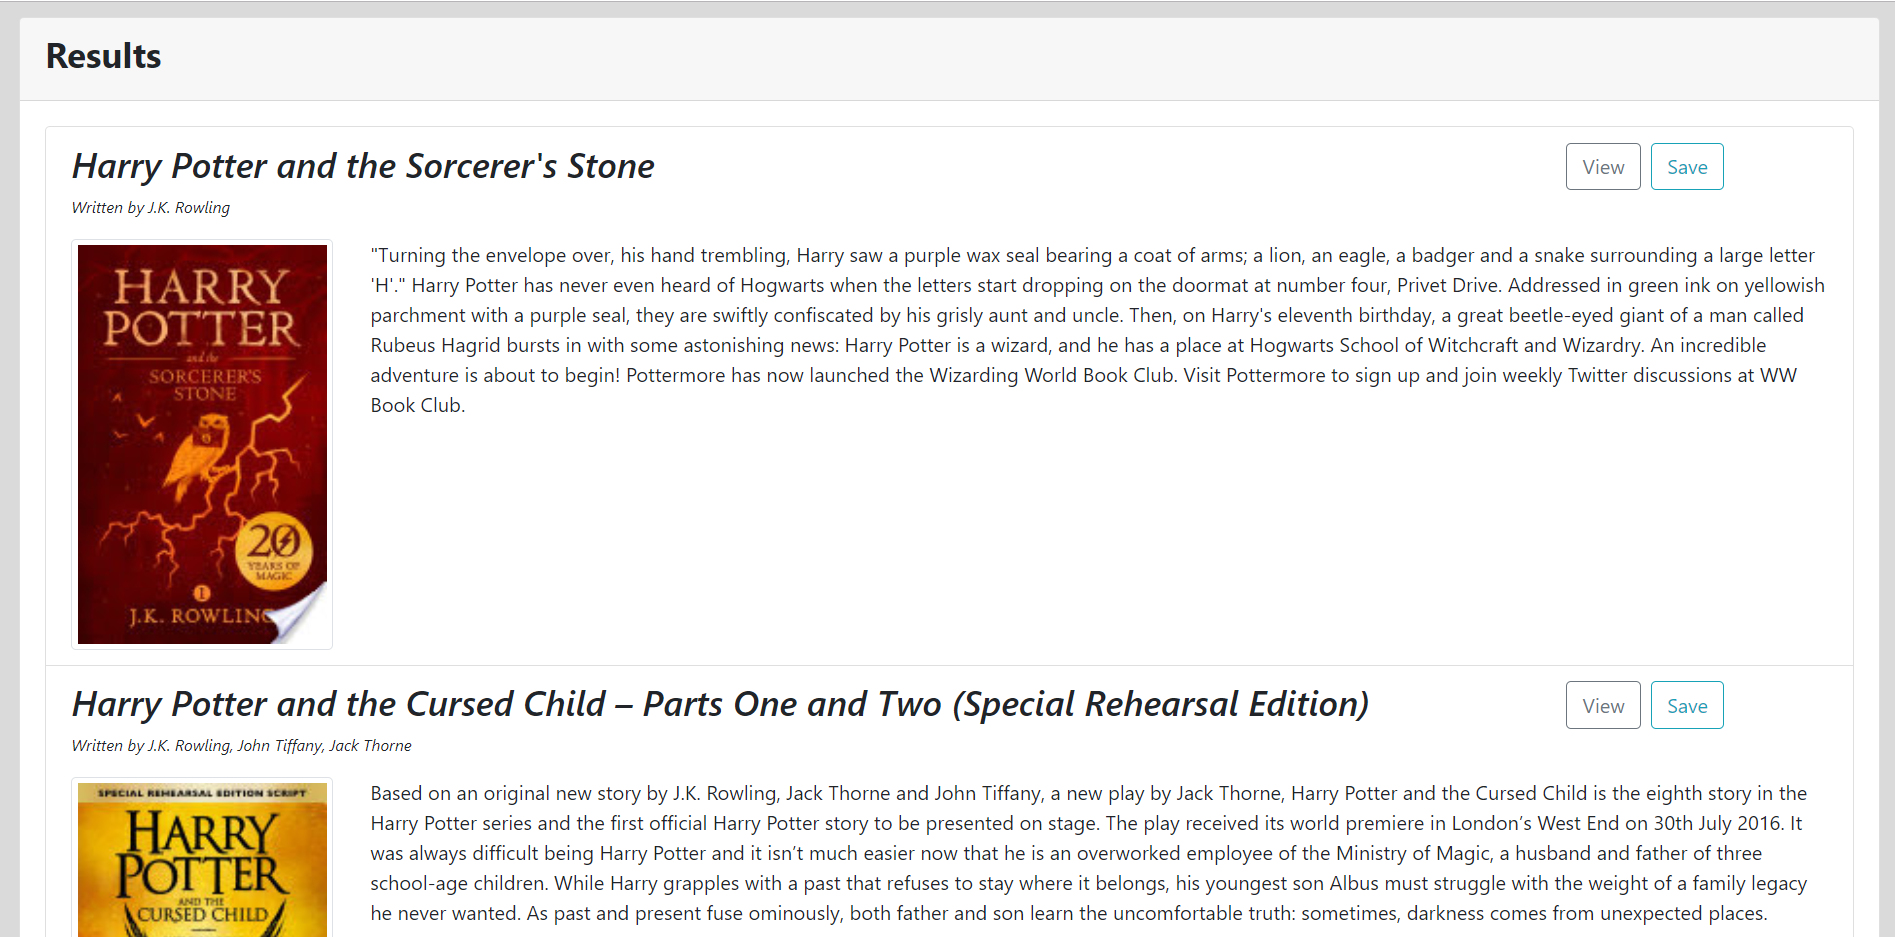 Results
Harry Potter and the Sorcerer's Stone
View
Save
Written by J.K. Rowling
HARRY
POTTER
and the
SORCERER'S
STONE
20
YEARS OF
MAGIC
1
J.K. ROWLING
"Turning the envelope over, his hand trembling, Harry saw a purple wax seal bearing a coat of arms; a lion, an eagle, a badger and a snake surrounding a large letter
'H'." Harry Potter has never even heard of Hogwarts when the letters start dropping on the doormat at number four, Privet Drive. Addressed in green ink on yellowish
parchment with a purple seal, they are swiftly confiscated by his grisly aunt and uncle. Then, on Harry's eleventh birthday, a great beetle-eyed giant of a man called
Rubeus Hagrid bursts in with some astonishing news: Harry Potter is a wizard, and he has a place at Hogwarts School of Witchcraft and Wizardry. An incredible
adventure is about to begin! Pottermore has now launched the Wizarding World Book Club. Visit Pottermore to sign up and join weekly Twitter discussions at WW
Book Club.
Harry Potter and the Cursed Child – Parts One and Two (Special Rehearsal Edition)
View
Save
Written by J.K. Rowling, John Tiffany, Jack Thorne
SPECIAL REHEARSAL EDITION SCRIPT
HARRY
POTTER
AND THE
CURSED CHILD
Based on an original new story by J.K. Rowling, Jack Thorne and John Tiffany, a new play by Jack Thorne, Harry Potter and the Cursed Child is the eighth story in the
Harry Potter series and the first official Harry Potter story to be presented on stage. The play received its world premiere in London’s West End on 30th July 2016. It
was always difficult being Harry Potter and it isn’t much easier now that he is an overworked employee of the Ministry of Magic, a husband and father of three
school-age children. While Harry grapples with a past that refuses to stay where it belongs, his youngest son Albus must struggle with the weight of a family legacy
he never wanted. As past and present fuse ominously, both father and son learn the uncomfortable truth: sometimes, darkness comes from unexpected places.